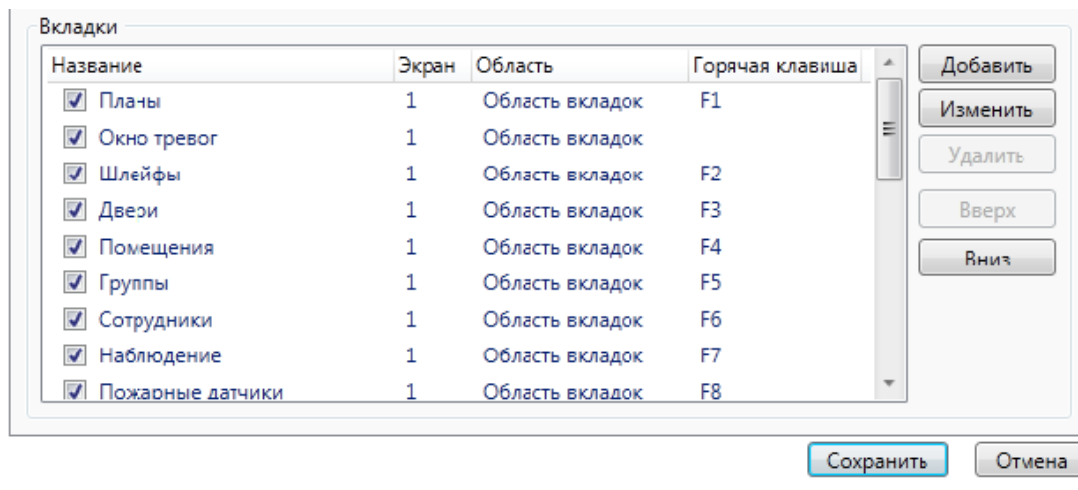 Вкладки
Название Экран Область Горячая клавиша
Планы 1 Область вкладок F1
Окно тревог 1 Область вкладок
Шлейфы 1 Область вкладок F2
Двери 1 Область вкладок F3
Помещения 1 Область вкладок F4
Группы 1 Область вкладок F5
Сотрудники 1 Область вкладок F6
Наблюдение 1 Область вкладок F7
Пожарные датчики 1 Область вкладок F8
Добавить
Изменить
Удалить
Вверх
Вниз
Сохранить Отмена